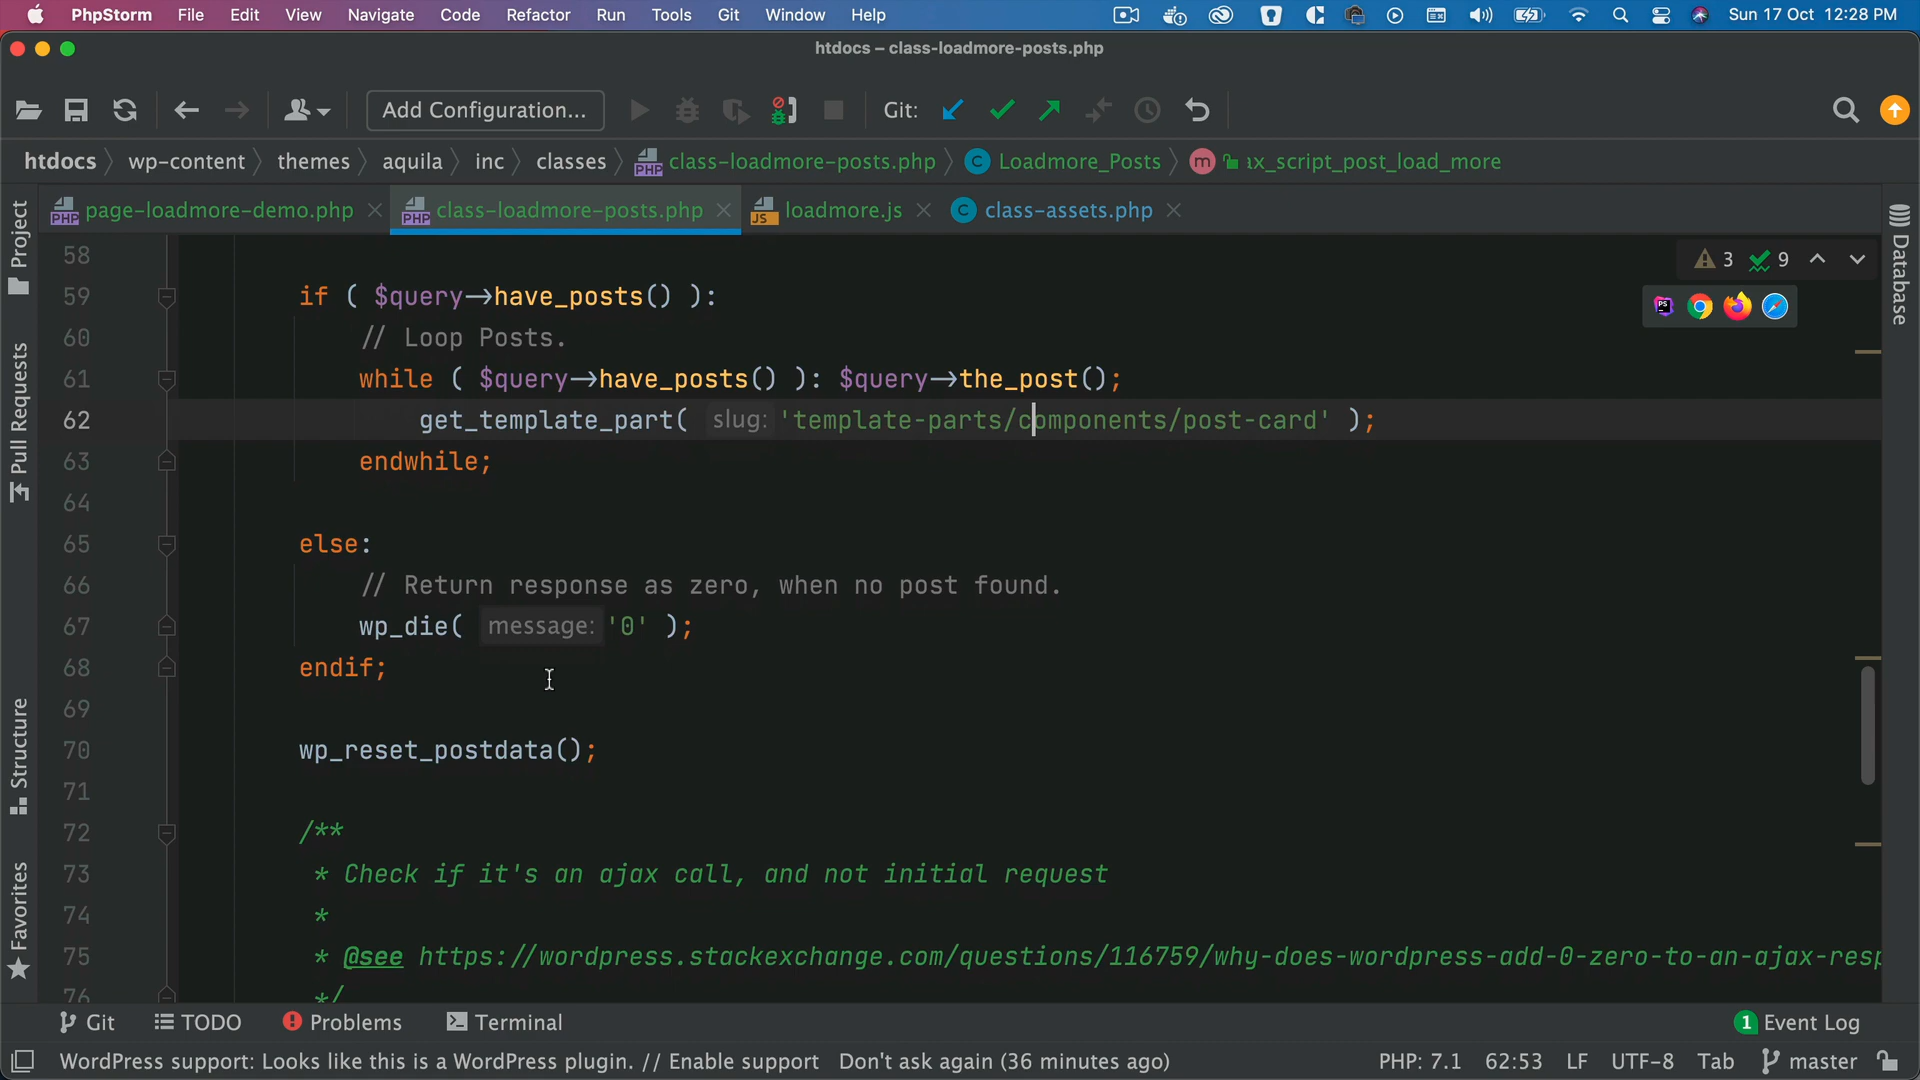 PhpStorm File Edit View Navigate Code Refactor Run Tools Git Window Help Sun 17 Oct 12:28 PM
htdocs – class-loadmore-posts.php
Add Configuration... Git:
htdocs wp-content themes aquila inc classes class-loadmore-posts.php Loadmore_Posts ax_script_post_load_more
page-loadmore-demo.php class-loadmore-posts.php loadmore.js class-assets.php
Project
Pull Requests
Structure
Favorites
Database
3 9
58
59 if ( $query->have_posts() ):
60 // Loop Posts.
61 while ( $query->have_posts() ): $query->the_post();
62 get_template_part( slug: 'template-parts/components/post-card' );
63 endwhile;
64
65 else:
66 // Return response as zero, when no post found.
67 wp_die( message: '0' );
68 endif;
69
70 wp_reset_postdata();
71
72 /**
73 * Check if it's an ajax call, and not initial request
74 *
75 * @see https://wordpress.stackexchange.com/questions/116759/why-does-wordpress-add-0-zero-to-an-ajax-resp
76 */
Git TODO Problems Terminal 1 Event Log
WordPress support: Looks like this is a WordPress plugin. // Enable support Don't ask again (36 minutes ago) PHP: 7.1 62:53 LF UTF-8 Tab master